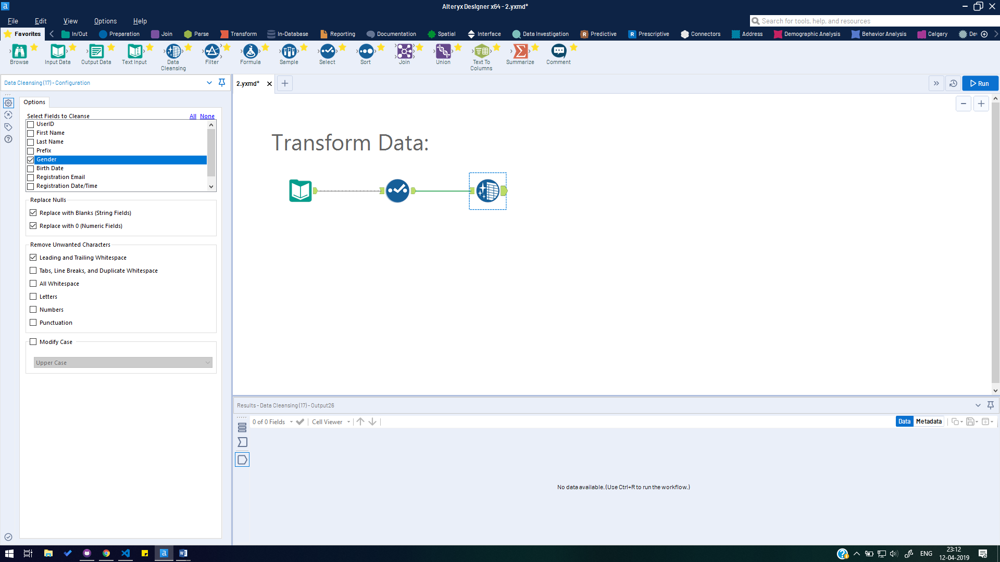 Alteryx Designer x64 - 2.yxmd*
File Edit View Options Help
Search for tools, help, and resources
Favorites In/Out Preparation Join Parse Transform In-Database Reporting Documentation Spatial Interface Data Investigation Predictive Prescriptive Connectors Address Demographic Analysis Behavior Analysis Calgary
Browse Input Data Output Data Text Input Data Cleansing Filter Formula Sample Select Sort Join Union Text To Columns Summarize Comment
Data Cleansing (17) - Configuration
2.yxmd*
Run
Options
Select Fields to Cleanse All None
UserID
First Name
Last Name
Prefix
Gender
Birth Date
Registration Email
Registration Date/Time
Replace Nulls
Replace with Blanks (String Fields)
Replace with 0 (Numeric Fields)
Remove Unwanted Characters
Leading and Trailing Whitespace
Tabs, Line Breaks, and Duplicate Whitespace
All Whitespace
Letters
Numbers
Punctuation
Modify Case
Upper Case
Transform Data:
Results - Data Cleansing (17) - Output26
0 of 0 Fields Cell Viewer Data Metadata
No data available. (Use Ctrl+R to run the workflow.)
ENG
23:12
12-04-2019